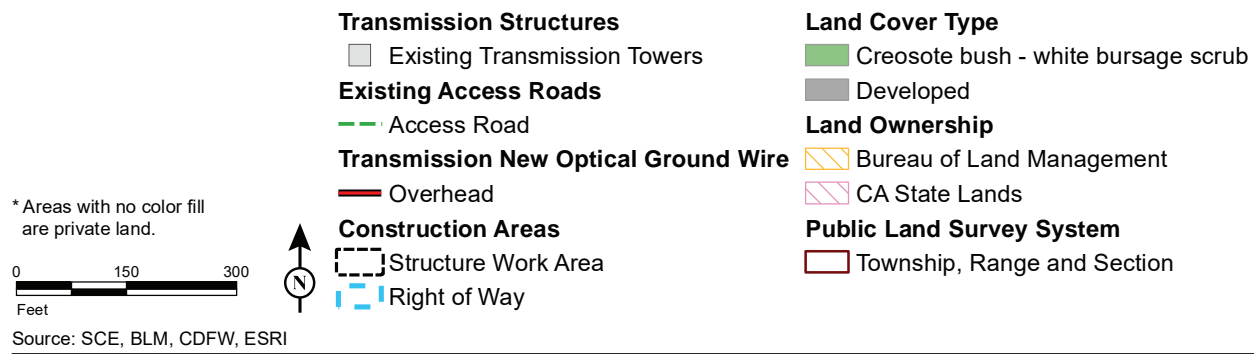 Transmission Structures
Existing Transmission Towers
Existing Access Roads
Access Road
Transmission New Optical Ground Wire
Overhead
Construction Areas
Structure Work Area
Right of Way
Land Cover Type
Creosote bush - white bursage scrub
Developed
Land Ownership
Bureau of Land Management
CA State Lands
Public Land Survey System
Township, Range and Section
* Areas with no color fill
are private land.
0 150 300
Feet
N
Source: SCE, BLM, CDFW, ESRI